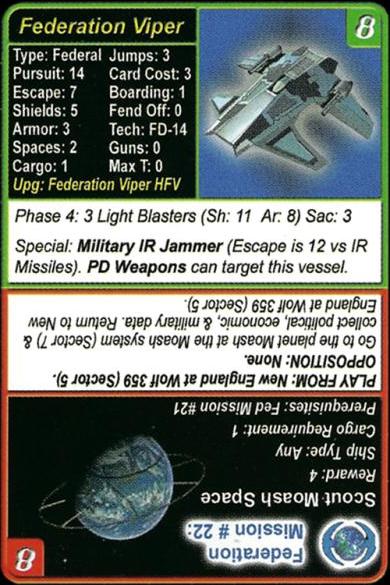 Federation Viper
8
Type: Federal Jumps: 3
Pursuit: 14 Card Cost: 3
Escape: 7 Boarding: 1
Shields: 5 Fend Off: 0
Armor: 3 Tech: FD-14
Spaces: 2 Guns: 0
Cargo: 1 Max T: 0
Upg: Federation Viper HFV
Phase 4: 3 Light Blasters (Sh: 11 Ar: 8) Sac: 3
Special: Military IR Jammer (Escape is 12 vs IR
Missiles). PD Weapons can target this vessel.
Federation
Mission # 22:
8
Scout Moash Space
Reward: 4
Ship Type: Any
Cargo Requirement: 1
Prerequisites: Fed Mission #21
PLAY FROM: New England at Wolf 359 (Sector 5).
OPPOSITION: None.
Go to the planet Moash at the Moash system (Sector 7) &
collect political, economic, & military data. Return to New
England at Wolf 359 (Sector 5).